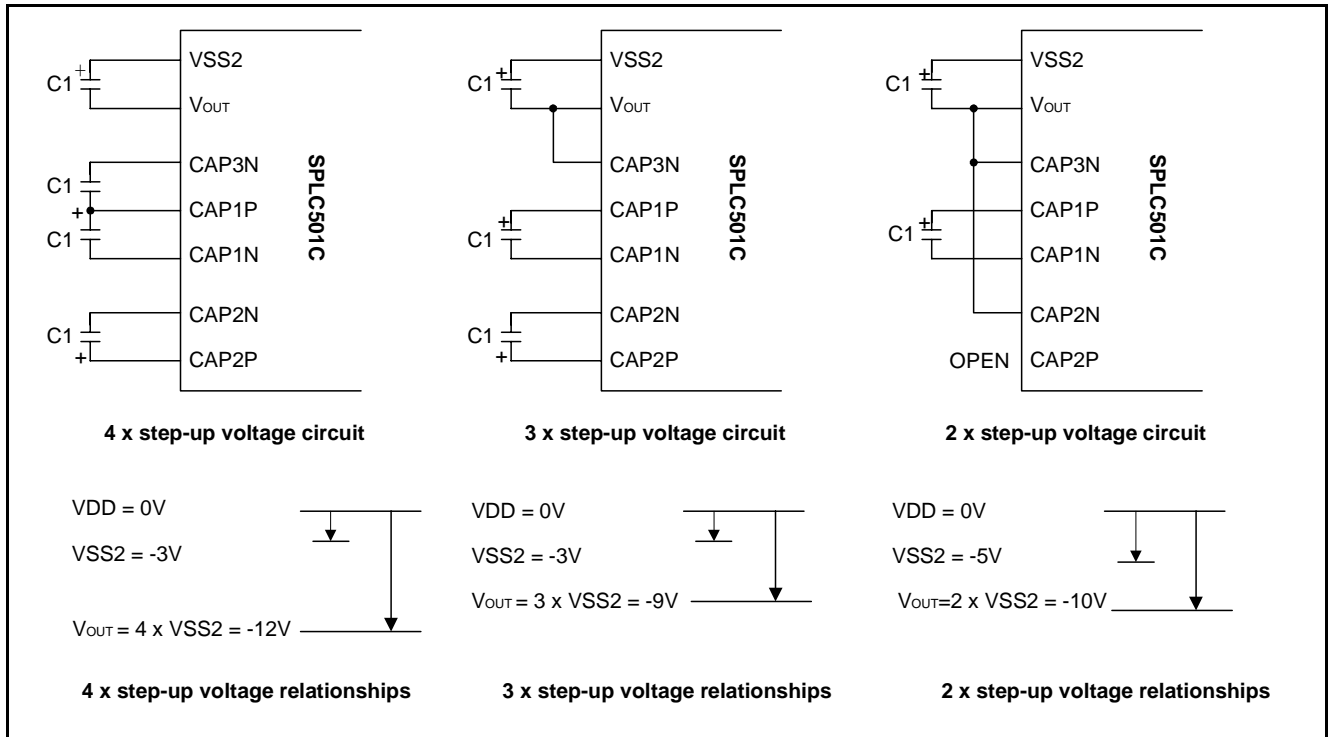 VSS2
C1 +
VOUT
CAP3N
C1
+ CAP1P
C1
CAP1N
CAP2N
C1
+ CAP2P
SPLC501C
4 x step-up voltage circuit
VSS2
C1 +
VOUT
CAP3N
CAP1P
C1 +
CAP1N
CAP2N
C1
+ CAP2P
SPLC501C
3 x step-up voltage circuit
VSS2
C1 +
VOUT
CAP3N
CAP1P
C1 +
CAP1N
CAP2N
OPEN CAP2P
SPLC501C
2 x step-up voltage circuit
VDD = 0V
VSS2 = -3V
VOUT = 4 x VSS2 = -12V
4 x step-up voltage relationships
VDD = 0V
VSS2 = -3V
VOUT = 3 x VSS2 = -9V
3 x step-up voltage relationships
VDD = 0V
VSS2 = -5V
VOUT=2 x VSS2 = -10V
2 x step-up voltage relationships